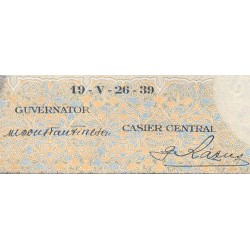 19 - V - 26 - 39
GUVERNATOR
CASIER CENTRAL